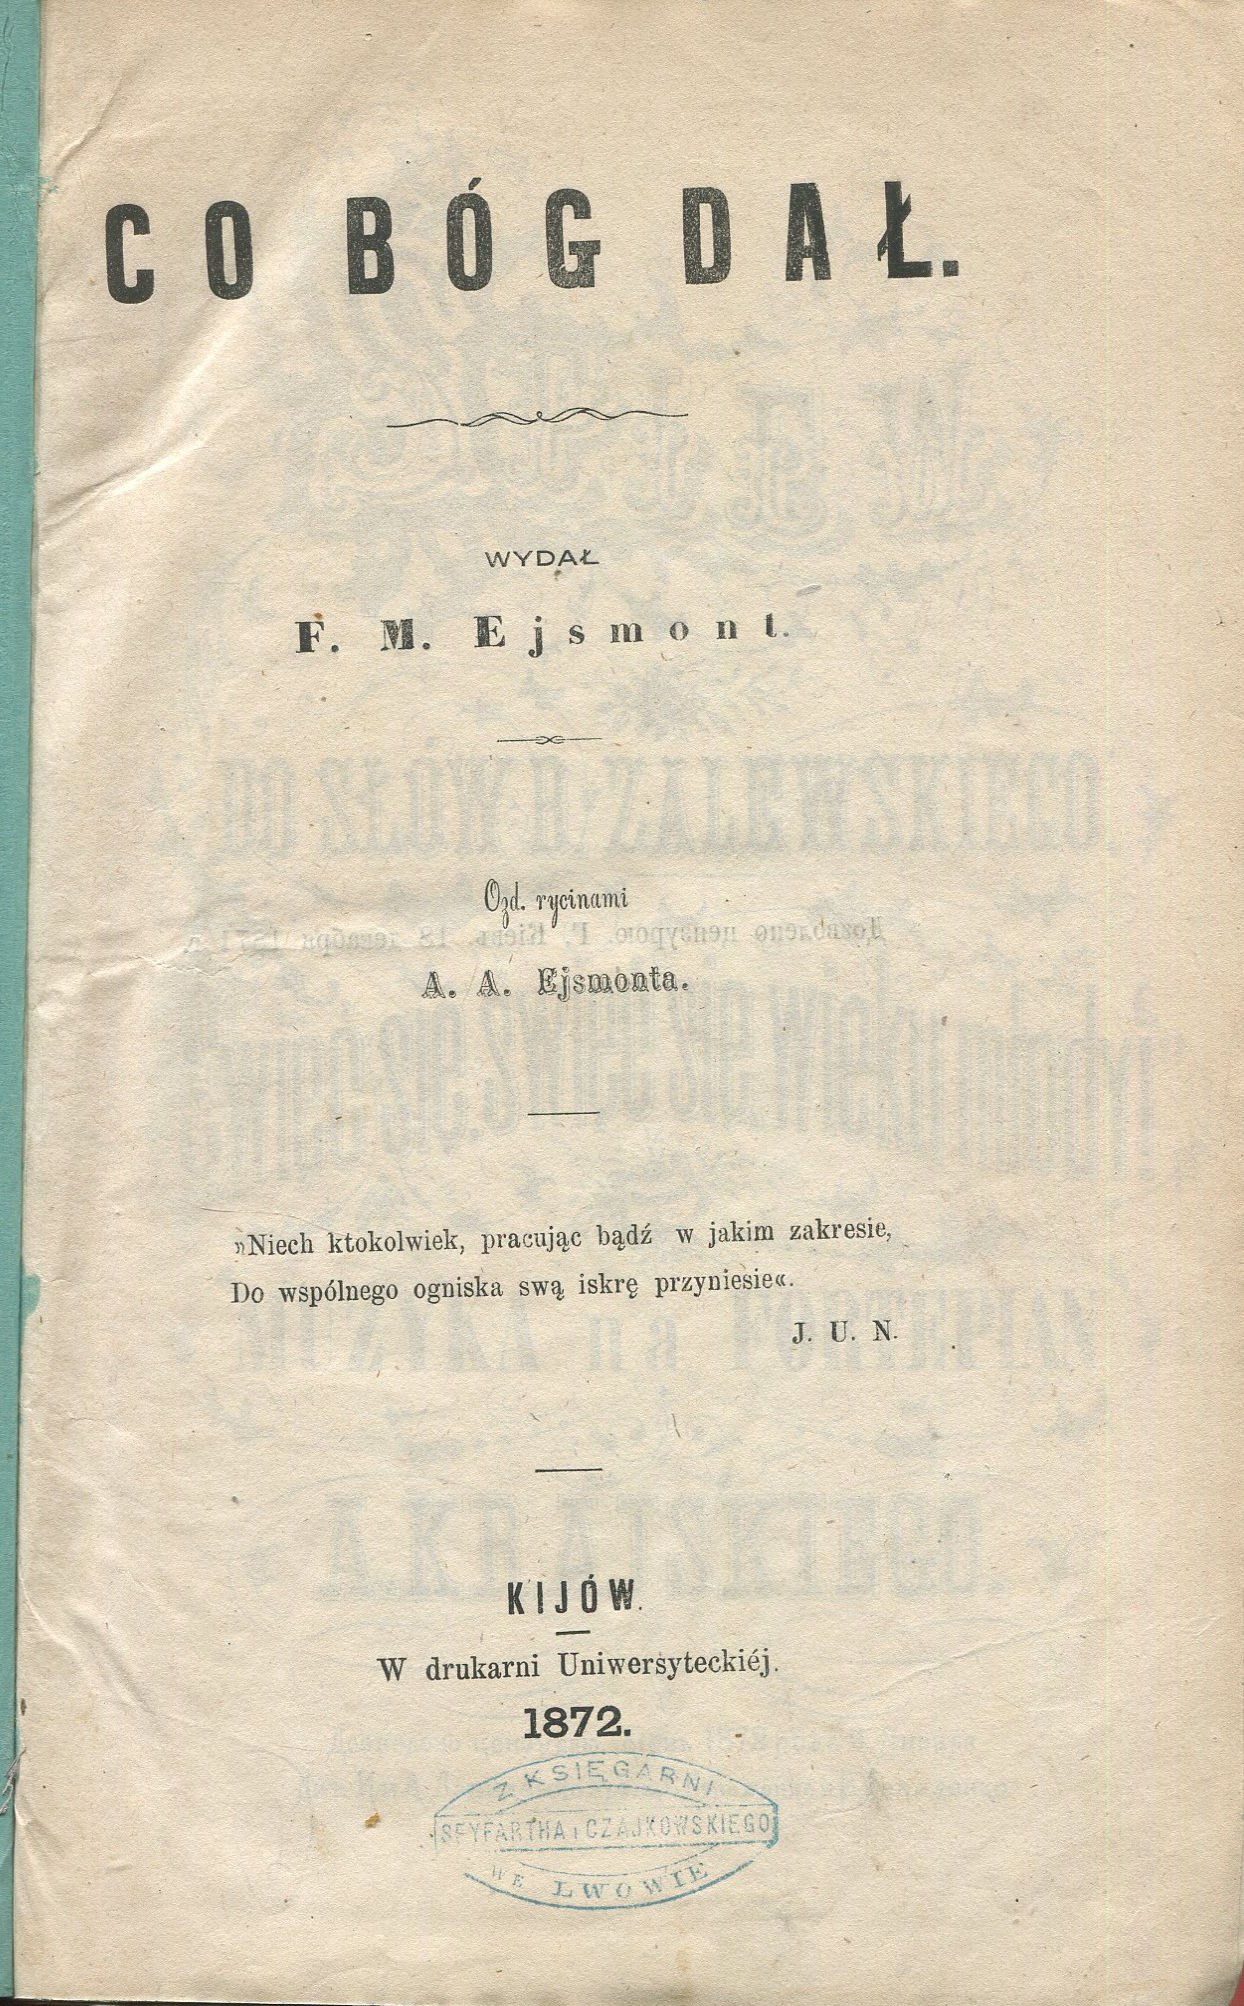 CO BÓG DAŁ.
WYDAŁ
F. M. Ejsmont.
Ozd. rycinami
A. A. Ejsmonta.
»Niech ktokolwiek, pracując bądź w jakim zakresie,
Do wspólnego ogniska swą iskrę przyniesie«.
J. U. N.
KIJÓW.
W drukarni Uniwersyteckiéj.
1872.
Z KSIĘGARNI
SEYFARTHA i CZAJKOWSKIEGO
WE LWOWIE